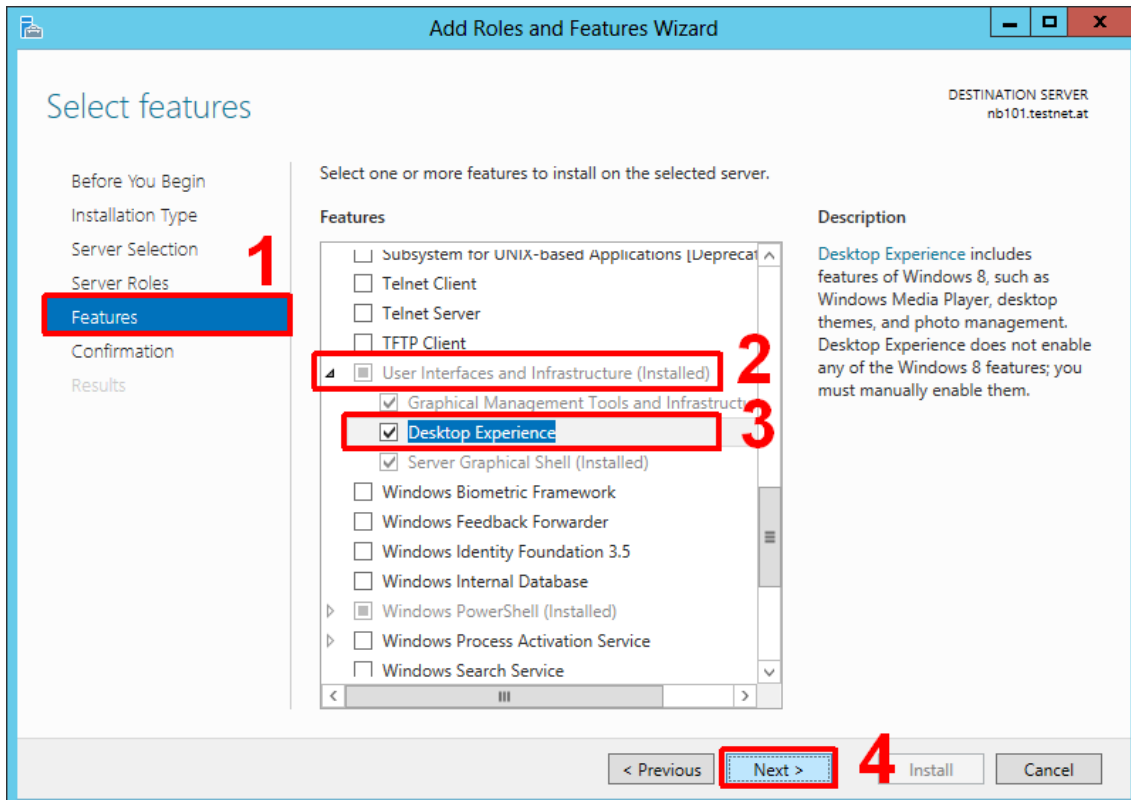 Add Roles and Features Wizard
Select features
DESTINATION SERVER
nb101.testnet.at
Before You Begin
Installation Type
Server Selection
Server Roles
Features
Confirmation
Results
1
Select one or more features to install on the selected server.
Features
Subsystem for UNIX-based Applications [Deprecat
Telnet Client
Telnet Server
TFTP Client
User Interfaces and Infrastructure (Installed)
2
Graphical Management Tools and Infrastructu
Desktop Experience
3
Server Graphical Shell (Installed)
Windows Biometric Framework
Windows Feedback Forwarder
Windows Identity Foundation 3.5
Windows Internal Database
Windows PowerShell (Installed)
Windows Process Activation Service
Windows Search Service
Description
Desktop Experience includes
features of Windows 8, such as
Windows Media Player, desktop
themes, and photo management.
Desktop Experience does not enable
any of the Windows 8 features; you
must manually enable them.
< Previous
Next >
4
Install
Cancel